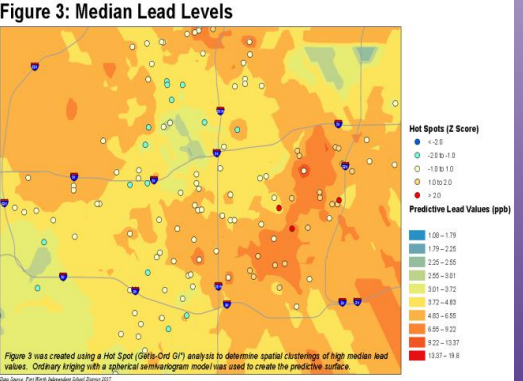 Figure 3: Median Lead Levels
Hot Spots (Z Score)
< -2.0
-2.0 to -1.0
-1.0 to 1.0
1.0 to 2.0
> 2.0
Predictive Lead Values (ppb)
1.08 – 1.79
1.79 – 2.25
2.25 – 2.55
2.55 – 3.01
3.01 – 3.72
3.72 – 4.83
4.83 – 6.55
6.55 – 9.22
9.22 – 13.37
13.37 – 19.8
Figure 3 was created using a Hot Spot (Getis-Ord Gi*) analysis to determine spatial clusterings of high median lead
values. Ordinary kriging with a spherical semivariogram model was used to create the predictive surface.
Data Source: Fort Worth Independent School District 2017